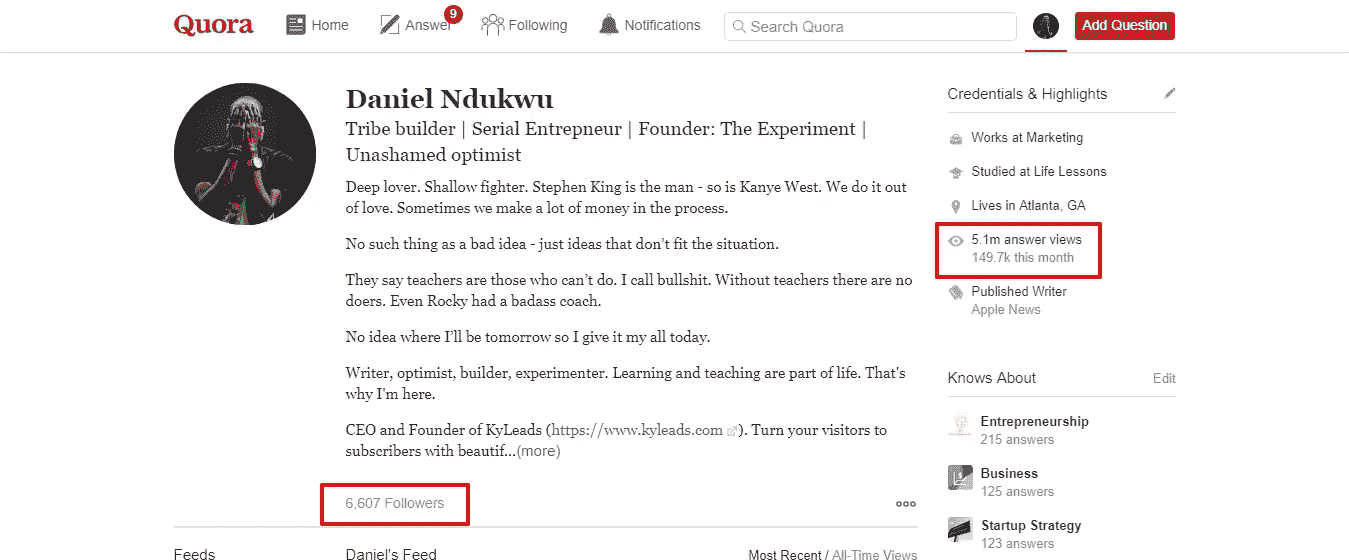 Quora
Home
Answer
9
Following
Notifications
Search Quora
Add Question
Daniel Ndukwu
Tribe builder | Serial Entrepneur | Founder: The Experiment |
Unashamed optimist
Deep lover. Shallow fighter. Stephen King is the man - so is Kanye West. We do it out
of love. Sometimes we make a lot of money in the process.
No such thing as a bad idea - just ideas that don’t fit the situation.
They say teachers are those who can’t do. I call bullshit. Without teachers there are no
doers. Even Rocky had a badass coach.
No idea where I’ll be tomorrow so I give it my all today.
Writer, optimist, builder, experimenter. Learning and teaching are part of life. That's
why I'm here.
CEO and Founder of KyLeads (https://www.kyleads.com). Turn your visitors to
subscribers with beautif...(more)
6,607 Followers
Feeds
Daniel's Feed
Most Recent / All-Time Views
Credentials & Highlights
Works at Marketing
Studied at Life Lessons
Lives in Atlanta, GA
5.1m answer views
149.7k this month
Published Writer
Apple News
Knows About
Edit
Entrepreneurship
215 answers
Business
125 answers
Startup Strategy
123 answers